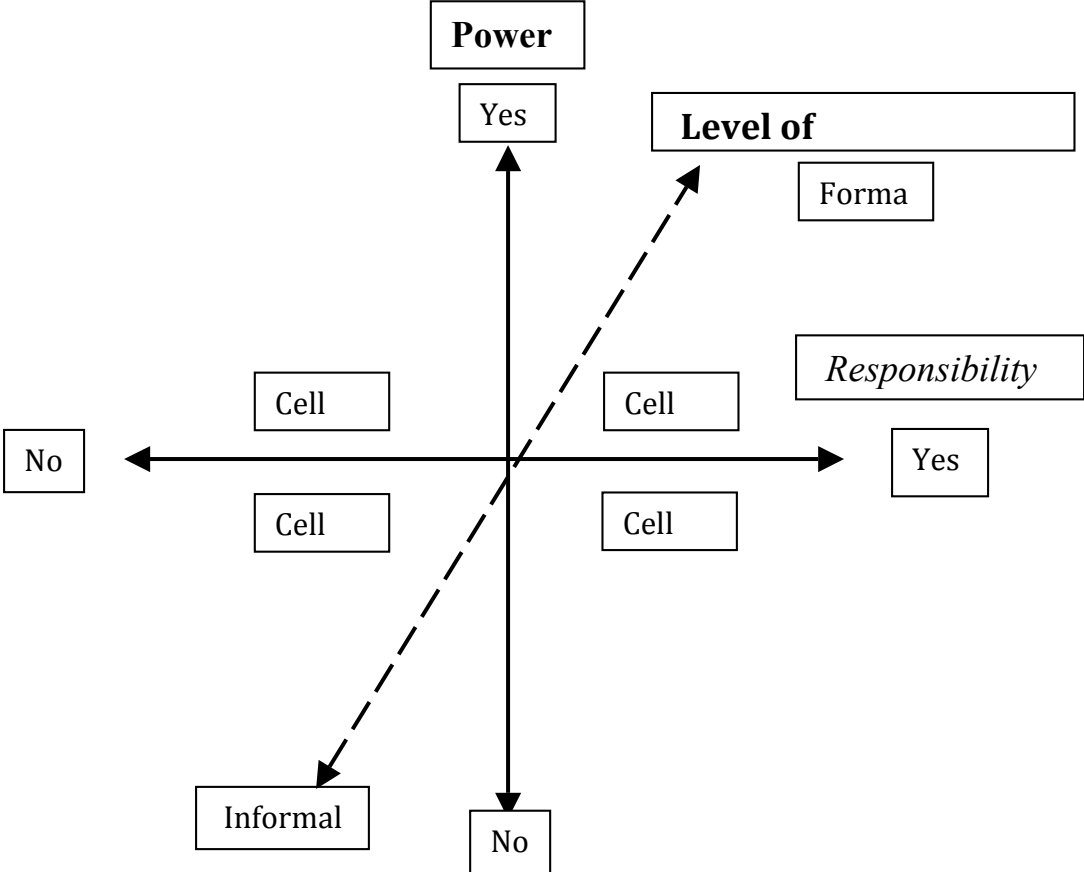 Power
Yes
Level of
Forma
Responsibility
Cell
Cell
No
Yes
Cell
Cell
Informal
No